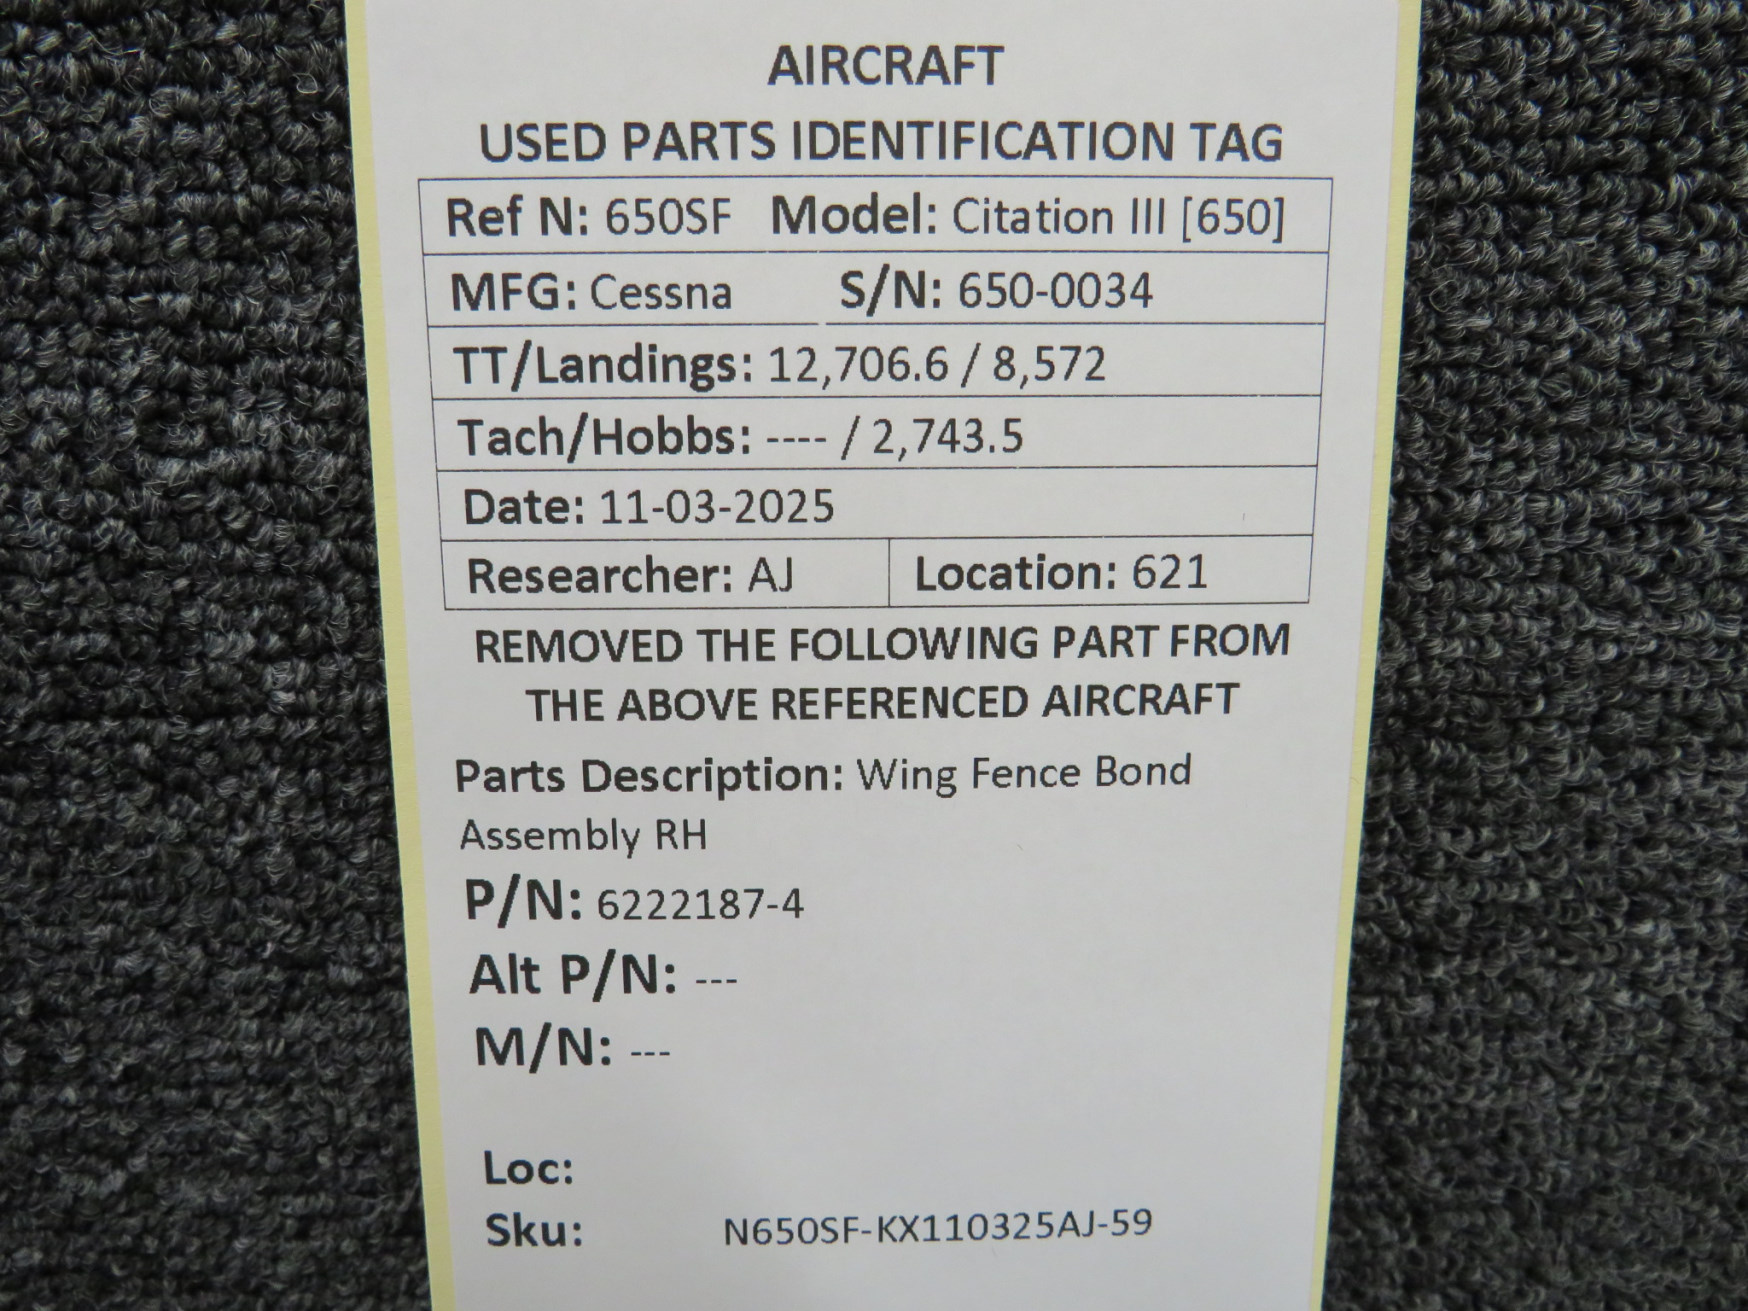 AIRCRAFT
USED PARTS IDENTIFICATION TAG
Ref N: 650SF Model: Citation III [650]
MFG: Cessna S/N: 650-0034
TT/Landings: 12,706.6 / 8,572
Tach/Hobbs: ---- / 2,743.5
Date: 11-03-2025
Researcher: AJ Location: 621
REMOVED THE FOLLOWING PART FROM
THE ABOVE REFERENCED AIRCRAFT
Parts Description: Wing Fence Bond
Assembly RH
P/N: 6222187-4
Alt P/N: ---
M/N: ---
Loc:
Sku: N650SF-KX110325AJ-59